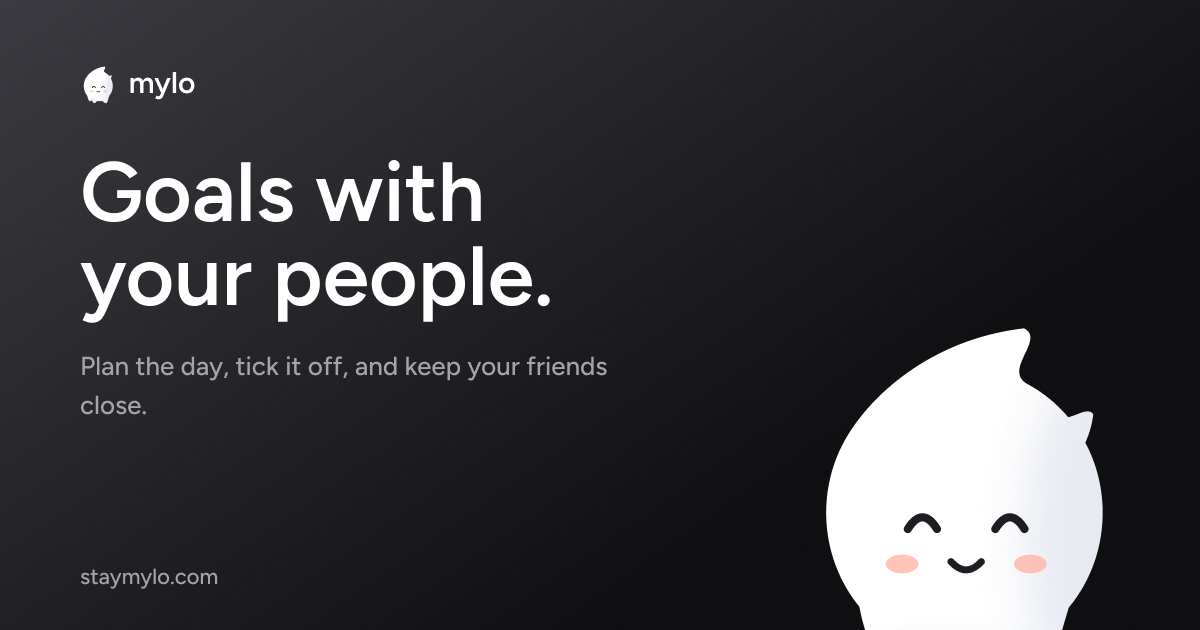 mylo
Goals with
your people.
Plan the day, tick it off, and keep your friends
close.
staymylo.com